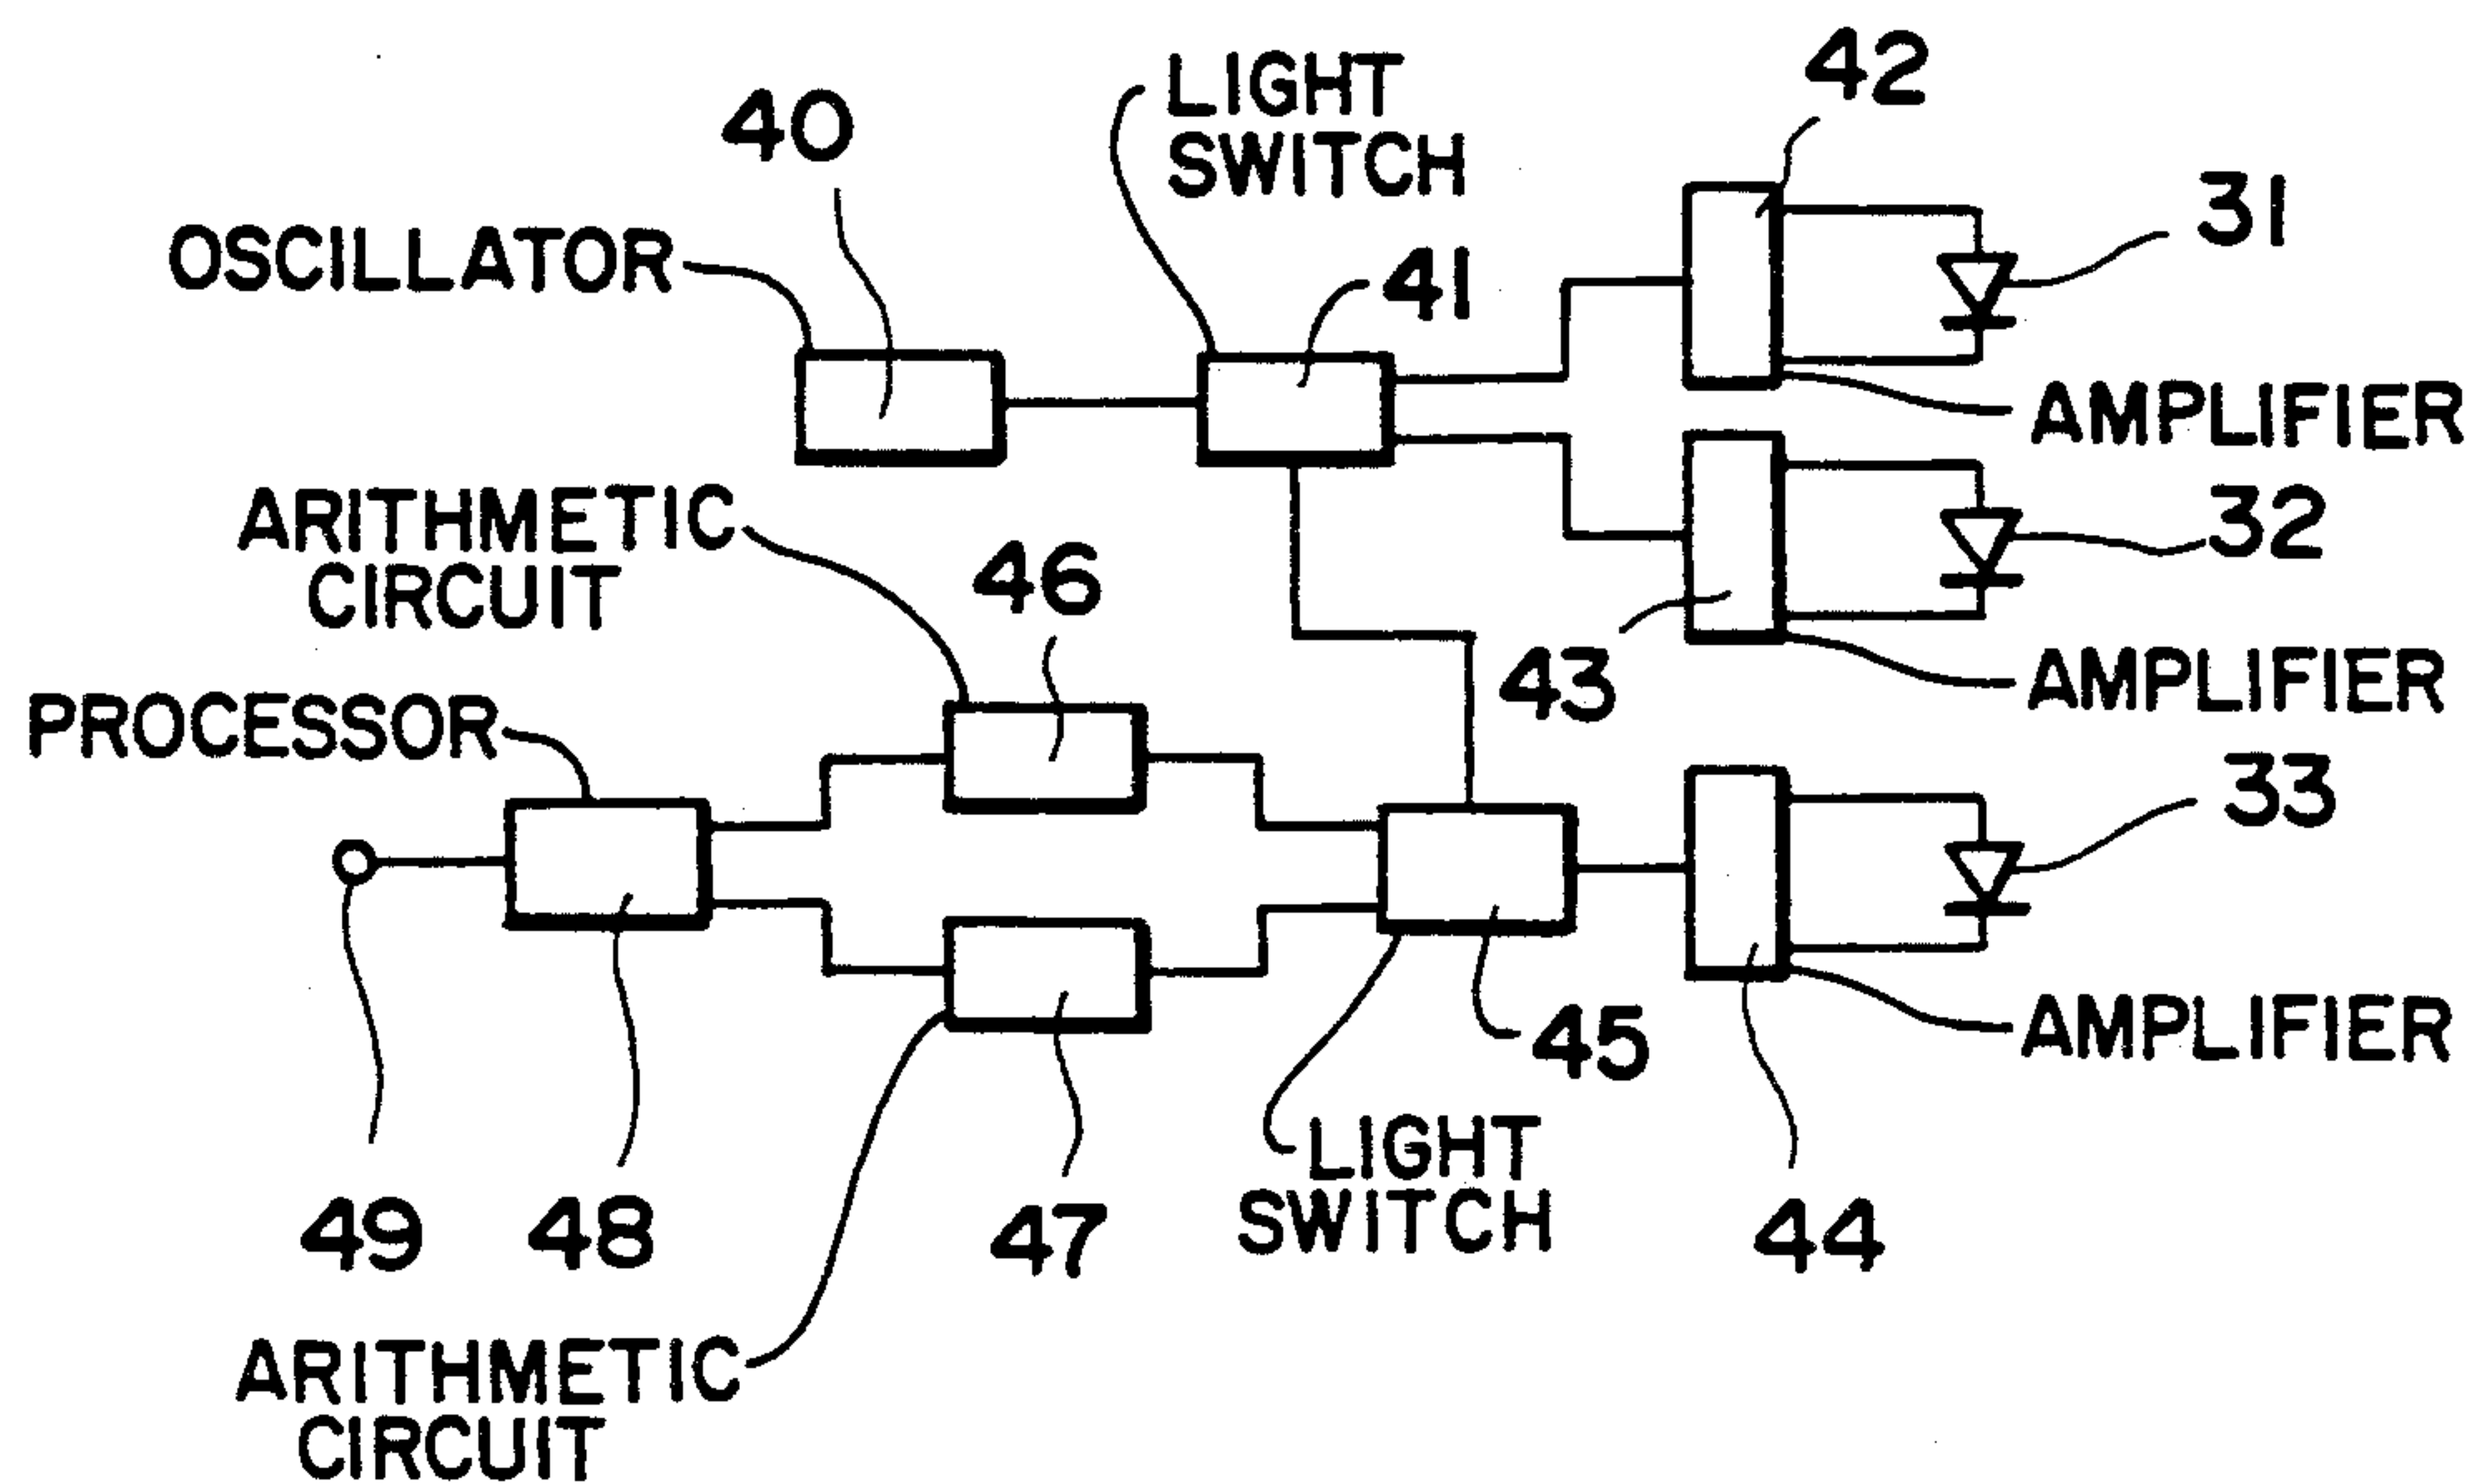 42
LIGHT
SWITCH
40
31
OSCILLATOR
41
AMPLIFIER
ARITHMETIC
CIRCUIT
46
32
43
AMPLIFIER
PROCESSOR
33
45
AMPLIFIER
LIGHT
SWITCH
49
48
47
44
ARITHMETIC
CIRCUIT